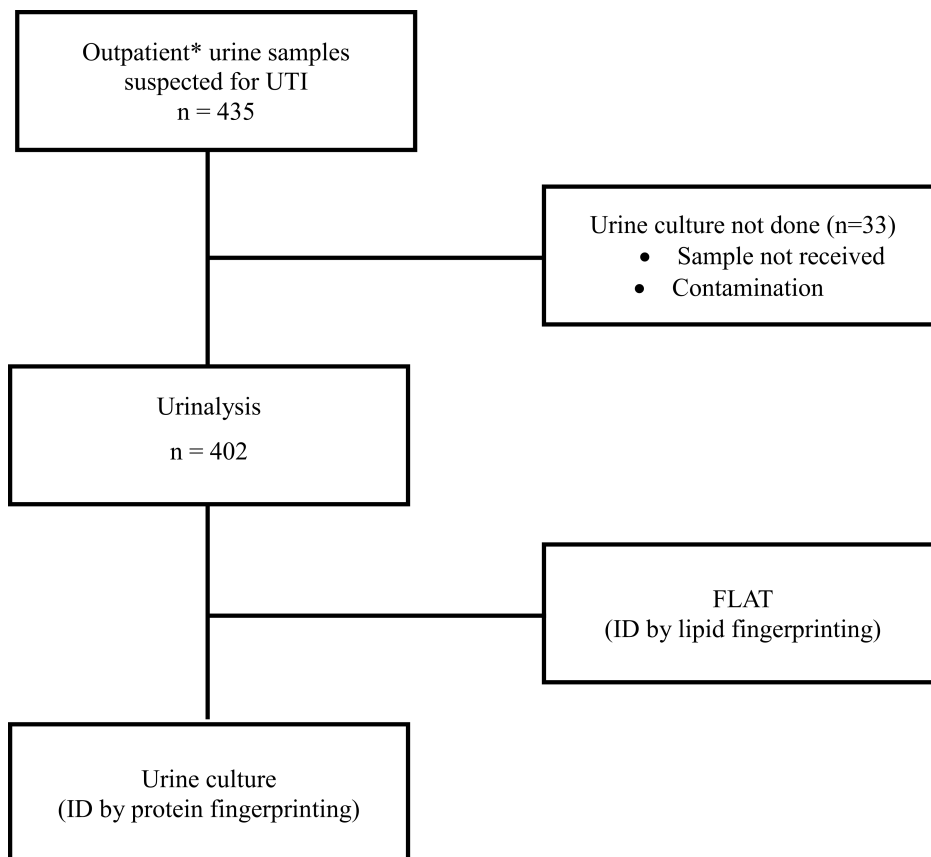 Outpatient* urine samples
suspected for UTI
n = 435
Urine culture not done (n=33)
• Sample not received
• Contamination
Urinalysis
n = 402
FLAT
(ID by lipid fingerprinting)
Urine culture
(ID by protein fingerprinting)